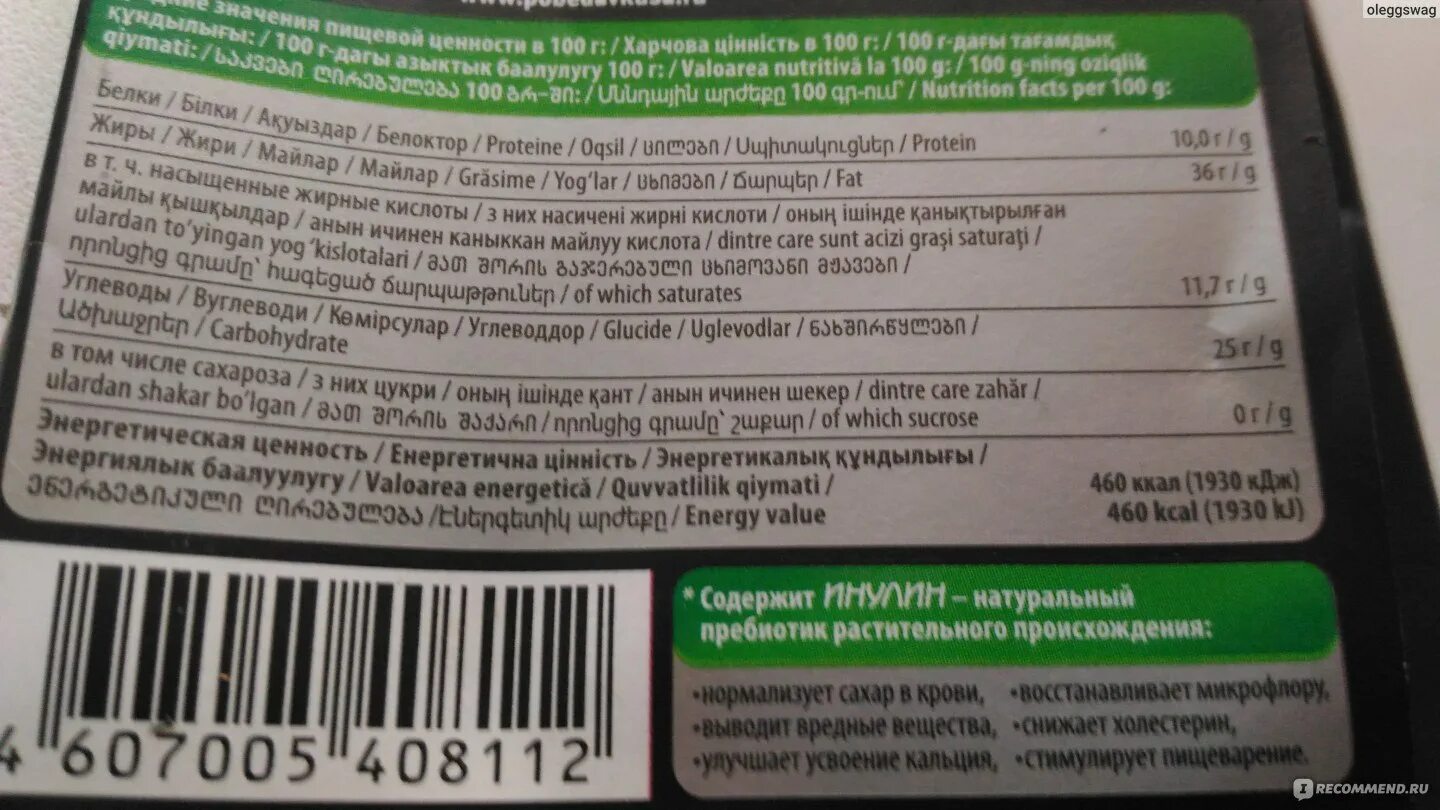 oleggswag
значения пищевой ценности в 100 г: / Харчова цінність в 100 г: / 100 г-дағы тағамдық
құндылығы: / 100 г-дагы азыктык баалулугу 100 г: / Valoarea nutritivă la 100 g: / 100 g-ning oziqlik
qiymati: / ᲡᲐᲙᲕᲔᲑᲘ ᲦᲘᲠᲔᲑᲣᲚᲔᲑᲐ 100 ᲒᲠ-ᲨᲘ: / Սննդային արժեքը 100 գր-ում / Nutrition facts per 100 g:
Белки / Білки / Ақуыздар / Белоктор / Proteine / Oqsil / ᲪᲘᲚᲔᲑᲘ / Սպիտակուցներ / Protein 10,0 г / g
Жиры / Жири / Майлар / Майлар / Grăsime / Yog‘lar / ᲪᲮᲘᲛᲔᲑᲘ / Ճարպեր / Fat 36 г / g
в т. ч. насыщенные жирные кислоты / з них насичені жирні кислоти / оның ішінде қанықтырылған
майлы қышқылдар / анын ичинен каныккан майлуу кислота / dintre care sunt acizi graşi saturaţi /
ulardan to‘yingan yog ‘kislotalari / ᲛᲐᲗ ᲨᲝᲠᲘᲡ ᲒᲐᲯᲔᲠᲔᲑᲣᲚᲘ ᲪᲮᲘᲛᲝᲕᲐᲜᲘ ᲛᲟᲐᲕᲔᲑᲘ /
որոնցից գրամը՝ հագեցած ճարպաթթուներ / of which saturates 11,7 г / g
Углеводы / Вуглеводи / Көмірсулар / Углеводдор / Glucide / Uglevodlar / ᲜᲐᲮᲨᲘᲠᲬᲧᲚᲔᲑᲘ /
Ածխաջրեր / Carbohydrate 25 г / g
в том числе сахароза / з них цукри / оның ішінде қант / анын ичинен шекер / dintre care zahăr /
ulardan shakar bo‘lgan / ᲛᲐᲗ ᲨᲝᲠᲘᲡ ᲨᲐᲥᲐᲠᲘ / որոնցից գրամը՝ շաքար / of which sucrose 0 г / g
Энергетическая ценность / Енергетична цінність / Энергетикалық құндылығы /
Энергиялык баалуулугу / Valoarea energetică / Quvvatlilik qiymati / 460 ккал (1930 кДж)
ᲔᲜᲔᲠᲒᲔᲢᲘᲙᲣᲚᲘ ᲦᲘᲠᲔᲑᲣᲚᲔᲑᲐ / Էներգետիկ արժեքը / Energy value 460 kcal (1930 kJ)
* Содержит ИНУЛИН – натуральный
пребиотик растительного происхождения:
•нормализует сахар в крови, •восстанавливает микрофлору,
•выводит вредные вещества, •снижает холестерин,
•улучшает усвоение кальция, •стимулирует пищеварение.
4 607005 408112
RECOMMEND.RU